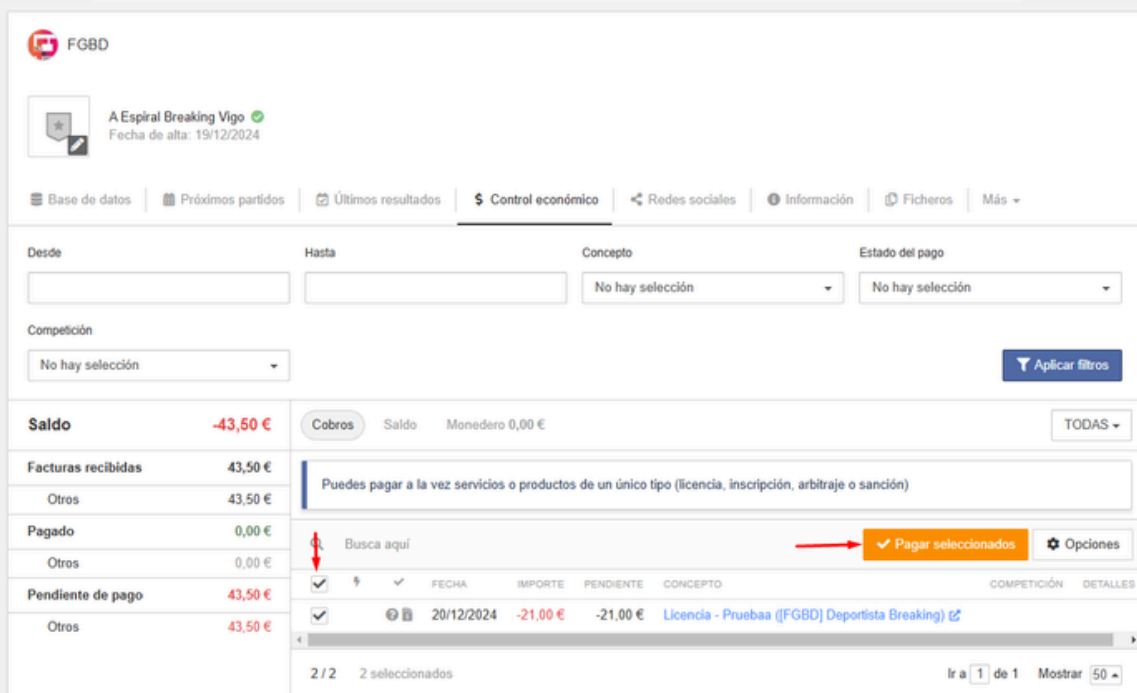 FGBD
A Espiral Breaking Vigo
Fecha de alta: 19/12/2024
Base de datos Próximos partidos Últimos resultados $ Control económico Redes sociales Información Ficheros Más
Desde Hasta Concepto Estado del pago
No hay selección No hay selección
Competición
No hay selección Aplicar filtros
Saldo -43,50 € Cobros Saldo Monedero 0,00 € TODAS
Facturas recibidas 43,50 €
Puedes pagar a la vez servicios o productos de un único tipo (licencia, inscripción, arbitraje o sanción)
Otros 43,50 €
Pagado 0,00 €
Busca aquí Pagar seleccionados Opciones
Otros 0,00 €
FECHA IMPORTE PENDIENTE CONCEPTO COMPETICIÓN DETALLES
Pendiente de pago 43,50 €
20/12/2024 -21,00 € -21,00 € Licencia - Pruebaa ([FGBD] Deportista Breaking)
Otros 43,50 €
2 / 2 2 seleccionados Ir a 1 de 1 Mostrar 50